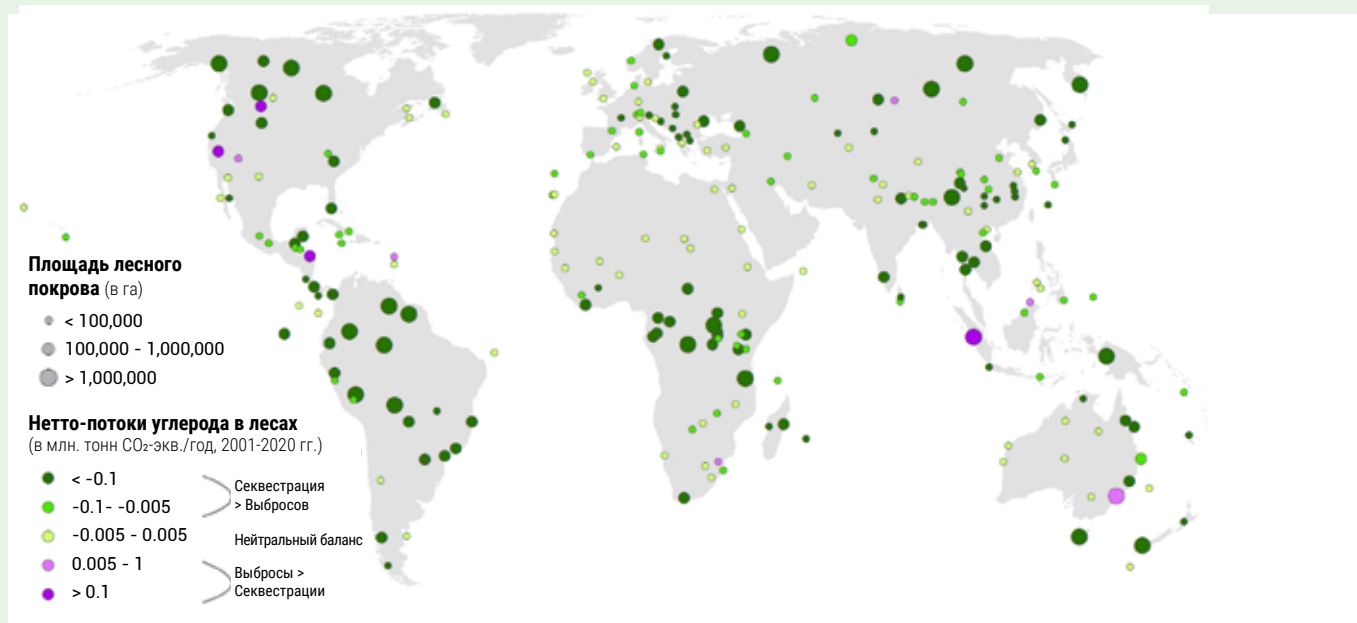 Площадь лесного
покрова (в га)
< 100,000
100,000 - 1,000,000
> 1,000,000
Нетто-потоки углерода в лесах
(в млн. тонн CO₂-экв./год, 2001-2020 гг.)
< -0.1
-0.1- -0.005
-0.005 - 0.005
0.005 - 1
> 0.1
Секвестрация
> Выбросов
Нейтральный баланс
Выбросы >
Секвестрации